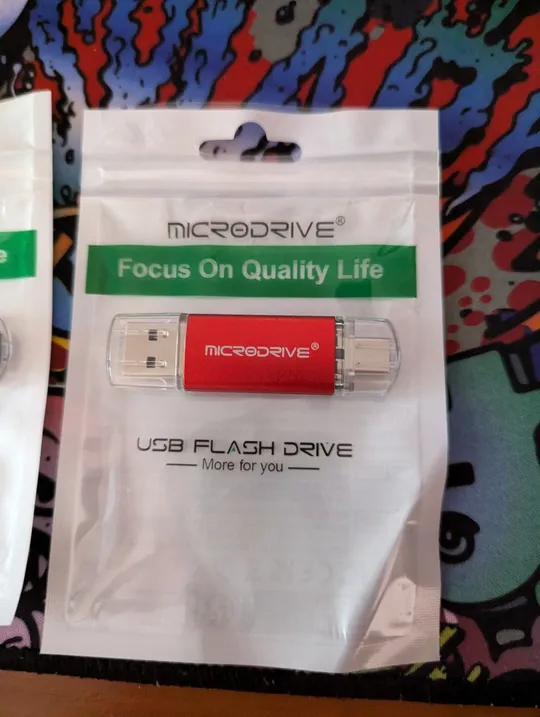 MICRODRIVE®
Focus On Quality Life
MICRODRIVE®
USB FLASH DRIVE
More for you
e